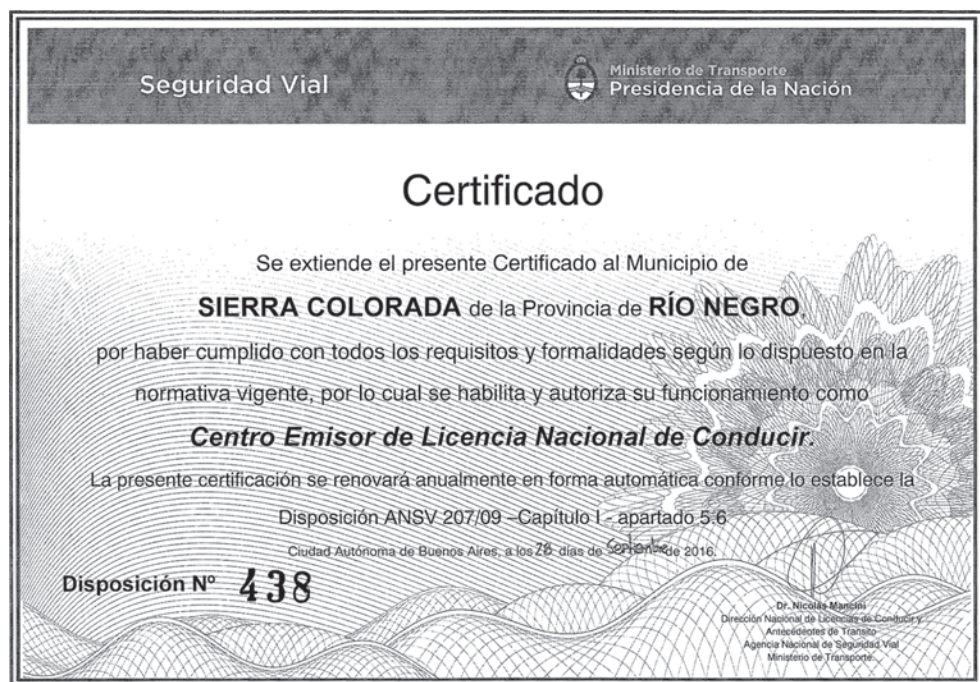 Seguridad Vial
Ministerio de Transporte
Presidencia de la Nación
Certificado
Se extiende el presente Certificado al Municipio de
SIERRA COLORADA de la Provincia de RÍO NEGRO,
por haber cumplido con todos los requisitos y formalidades según lo dispuesto en la
normativa vigente, por lo cual se habilita y autoriza su funcionamiento como
Centro Emisor de Licencia Nacional de Conducir.
La presente certificación se renovará anualmente en forma automática conforme lo establece la
Disposición ANSV 207/09 –Capítulo I - apartado 5.6
Ciudad Autónoma de Buenos Aires, a los 28 días de Septiembre de 2016.
Disposición Nº 438
Dr. Nicolás Mancini
Dirección Nacional de Licencias de Conducir y
Antecedentes de Transito
Agencia Nacional de Seguridad Vial
Ministerio de Transporte